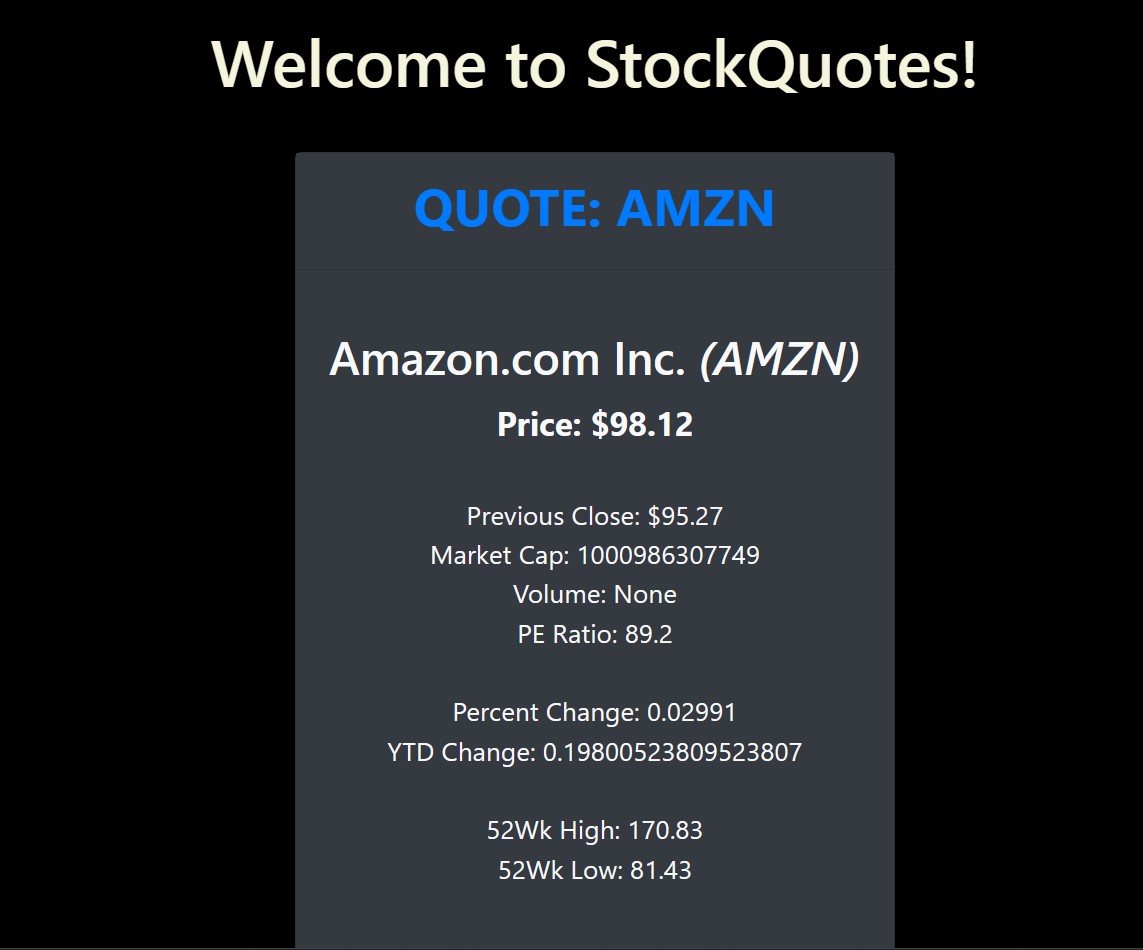 Welcome to StockQuotes!
QUOTE: AMZN
Amazon.com Inc. (AMZN)
Price: $98.12
Previous Close: $95.27
Market Cap: 1000986307749
Volume: None
PE Ratio: 89.2
Percent Change: 0.02991
YTD Change: 0.19800523809523807
52Wk High: 170.83
52Wk Low: 81.43